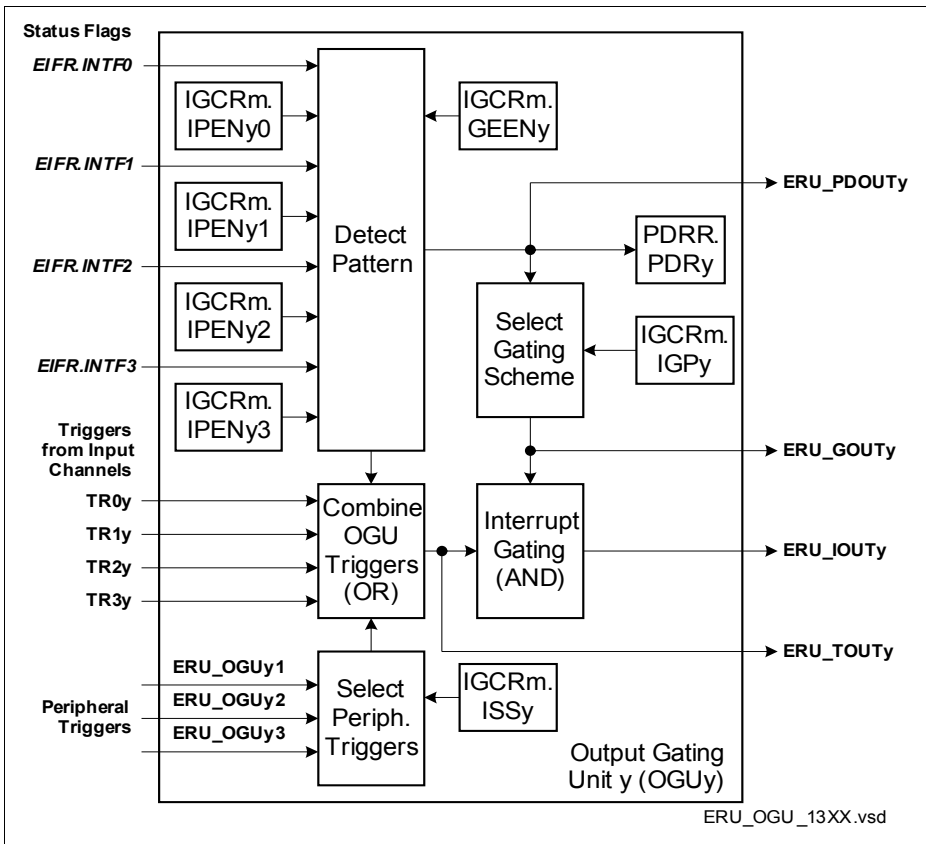 Status Flags
EIFR.INTF0
IGCRm.
IPENy0
EIFR.INTF1
IGCRm.
IPENy1
EIFR.INTF2
IGCRm.
IPENy2
EIFR.INTF3
IGCRm.
IPENy3
Detect
Pattern
IGCRm.
GEENy
ERU_PDOUTy
PDRR.
PDRy
Select
Gating
Scheme
IGCRm.
IGPy
ERU_GOUTy
Triggers
from Input
Channels
TR0y
TR1y
TR2y
TR3y
Combine
OGU
Triggers
(OR)
Interrupt
Gating
(AND)
ERU_IOUTy
ERU_TOUTy
Peripheral
Triggers
ERU_OGUy1
ERU_OGUy2
ERU_OGUy3
Select
Periph.
Triggers
IGCRm.
ISSy
Output Gating
Unit y (OGUy)
ERU_OGU_13XX.vsd